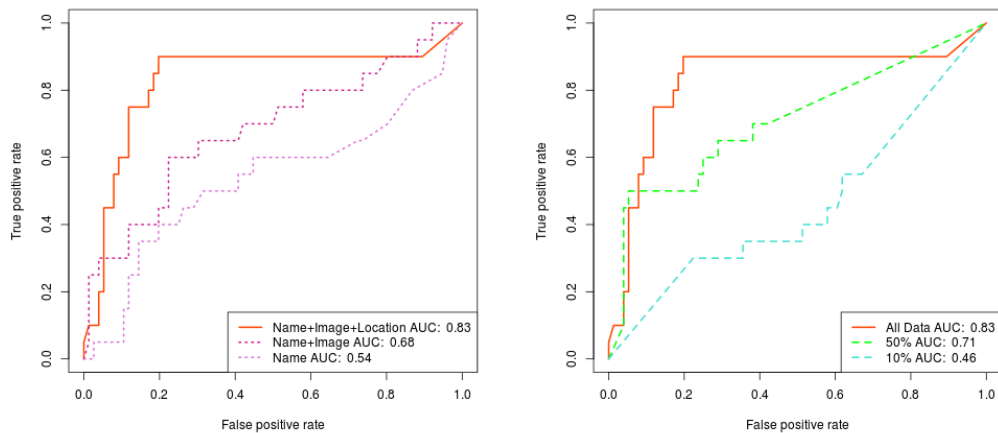 1.0
0.8
0.6
0.4
0.2
0.0
True positive rate
Name+Image+Location AUC: 0.83
Name+Image AUC: 0.68
Name AUC: 0.54
0.0 0.2 0.4 0.6 0.8 1.0
False positive rate
1.0
0.8
0.6
0.4
0.2
0.0
True positive rate
All Data AUC: 0.83
50% AUC: 0.71
10% AUC: 0.46
0.0 0.2 0.4 0.6 0.8 1.0
False positive rate